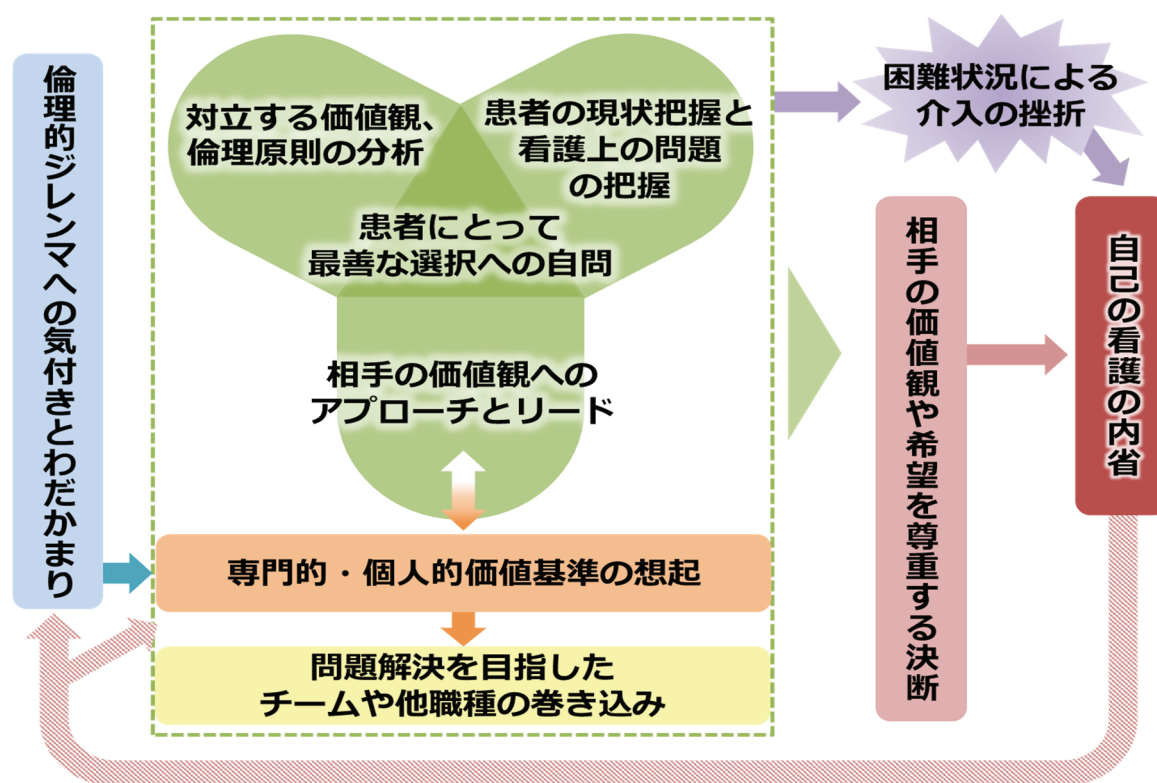 倫理的ジレンマへの気付きとわだかまり
対立する価値観、
倫理原則の分析
患者の現状把握と
看護上の問題
の把握
患者にとって
最善な選択への自問
相手の価値観への
アプローチとリード
専門的・個人的価値基準の想起
問題解決を目指した
チームや他職種の巻き込み
困難状況による
介入の挫折
相手の価値観や希望を尊重する決断
自己の看護の内省